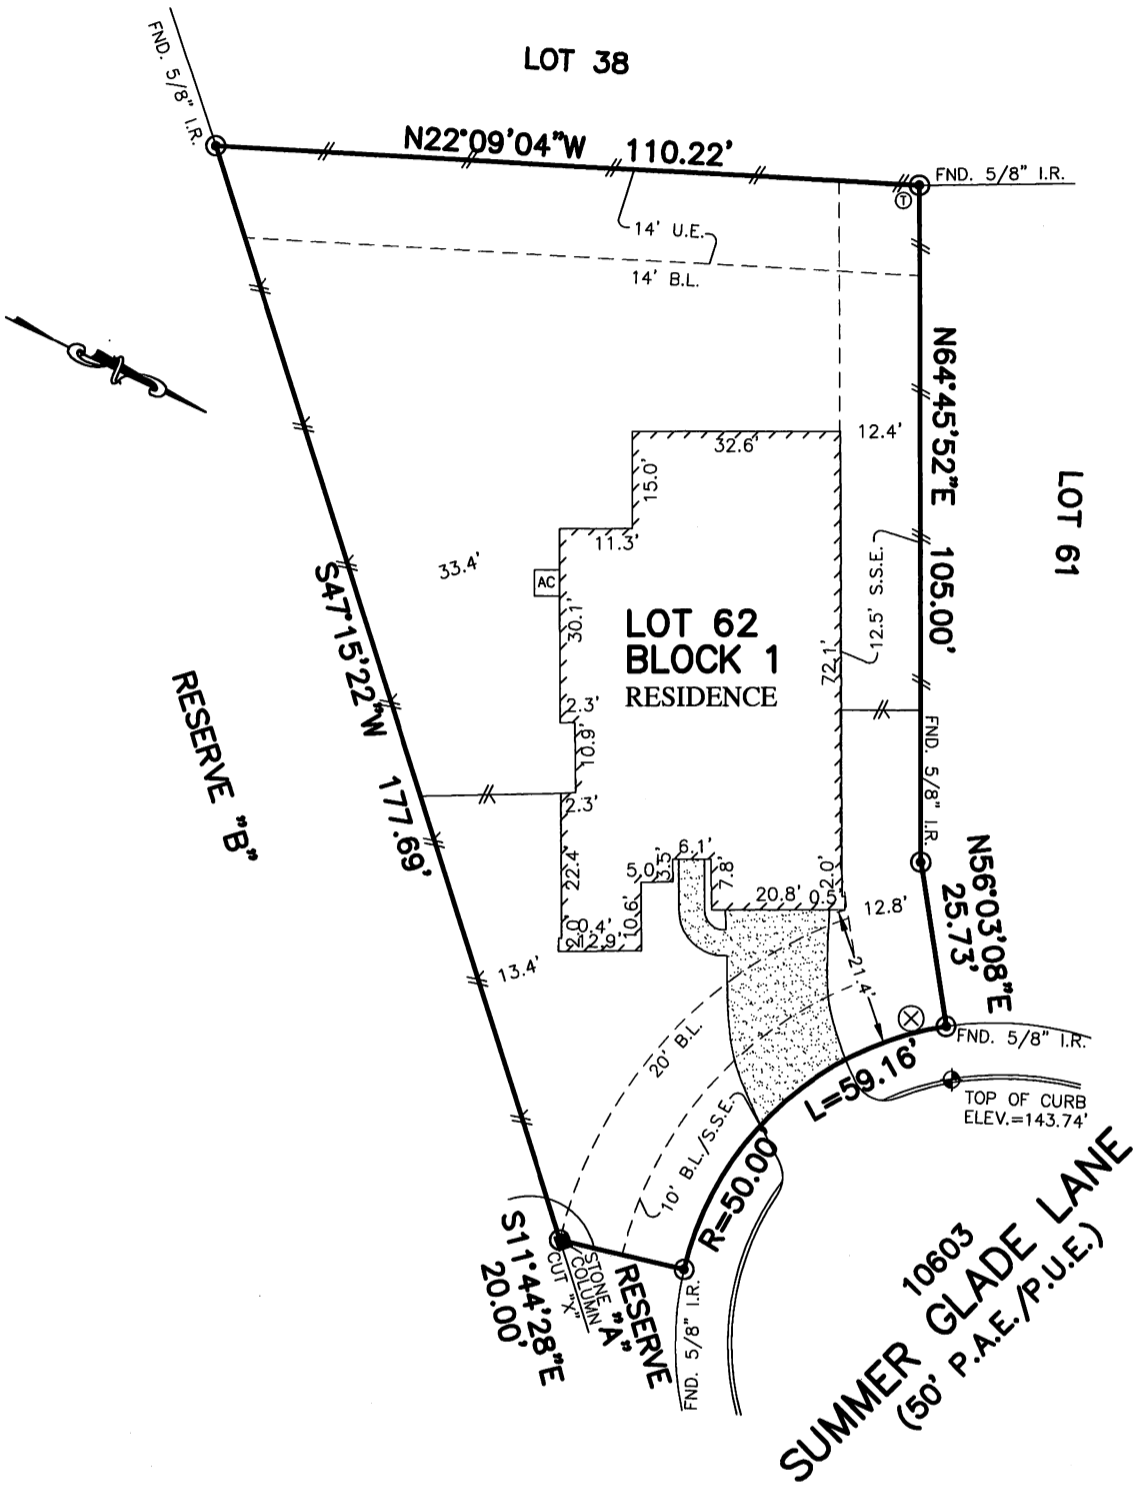 LOT 38
FND. 5/8" I.R.
N22°09'04"W 110.22'
FND. 5/8" I.R.
T
14' U.E.
14' B.L.
N64°45'52"E 105.00'
LOT 61
12.4'
32.6'
15.0'
11.3'
33.4'
AC
30.1'
12.5' S.S.E.
72.1'
LOT 62
BLOCK 1
RESIDENCE
S47°15'22"W 177.69'
RESERVE "B"
2.3'
10.9'
2.3'
FND. 5/8" I.R.
22.4'
5.0'
3.5'
6.1'
7.8'
20.8'
0.5'
2.0'
12.8'
N56°03'08"E
25.73'
10.6'
2.0'
0.4'
12.9'
13.4'
21.4'
20' B.L.
10' B.L./S.S.E.
FND. 5/8" I.R.
L=59.16'
R=50.00'
TOP OF CURB
ELEV.=143.74'
S11°44'28"E
20.00'
STONE
COLUMN
CUT "X"
RESERVE
"A"
FND. 5/8" I.R.
10603
SUMMER GLADE LANE
(50' P.A.E./P.U.E.)